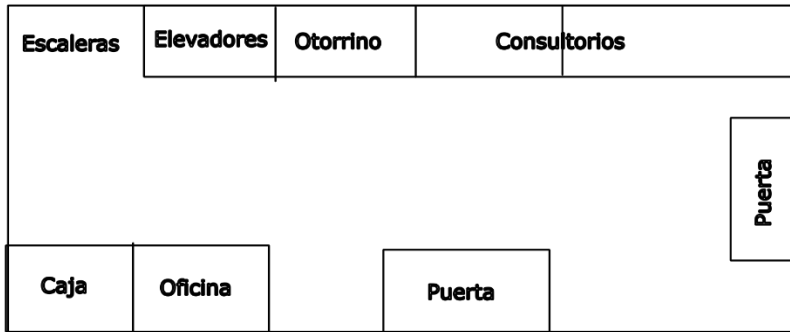 Escaleras
Elevadores
Otorrino
Consultorios
Puerta
Caja
Oficina
Puerta